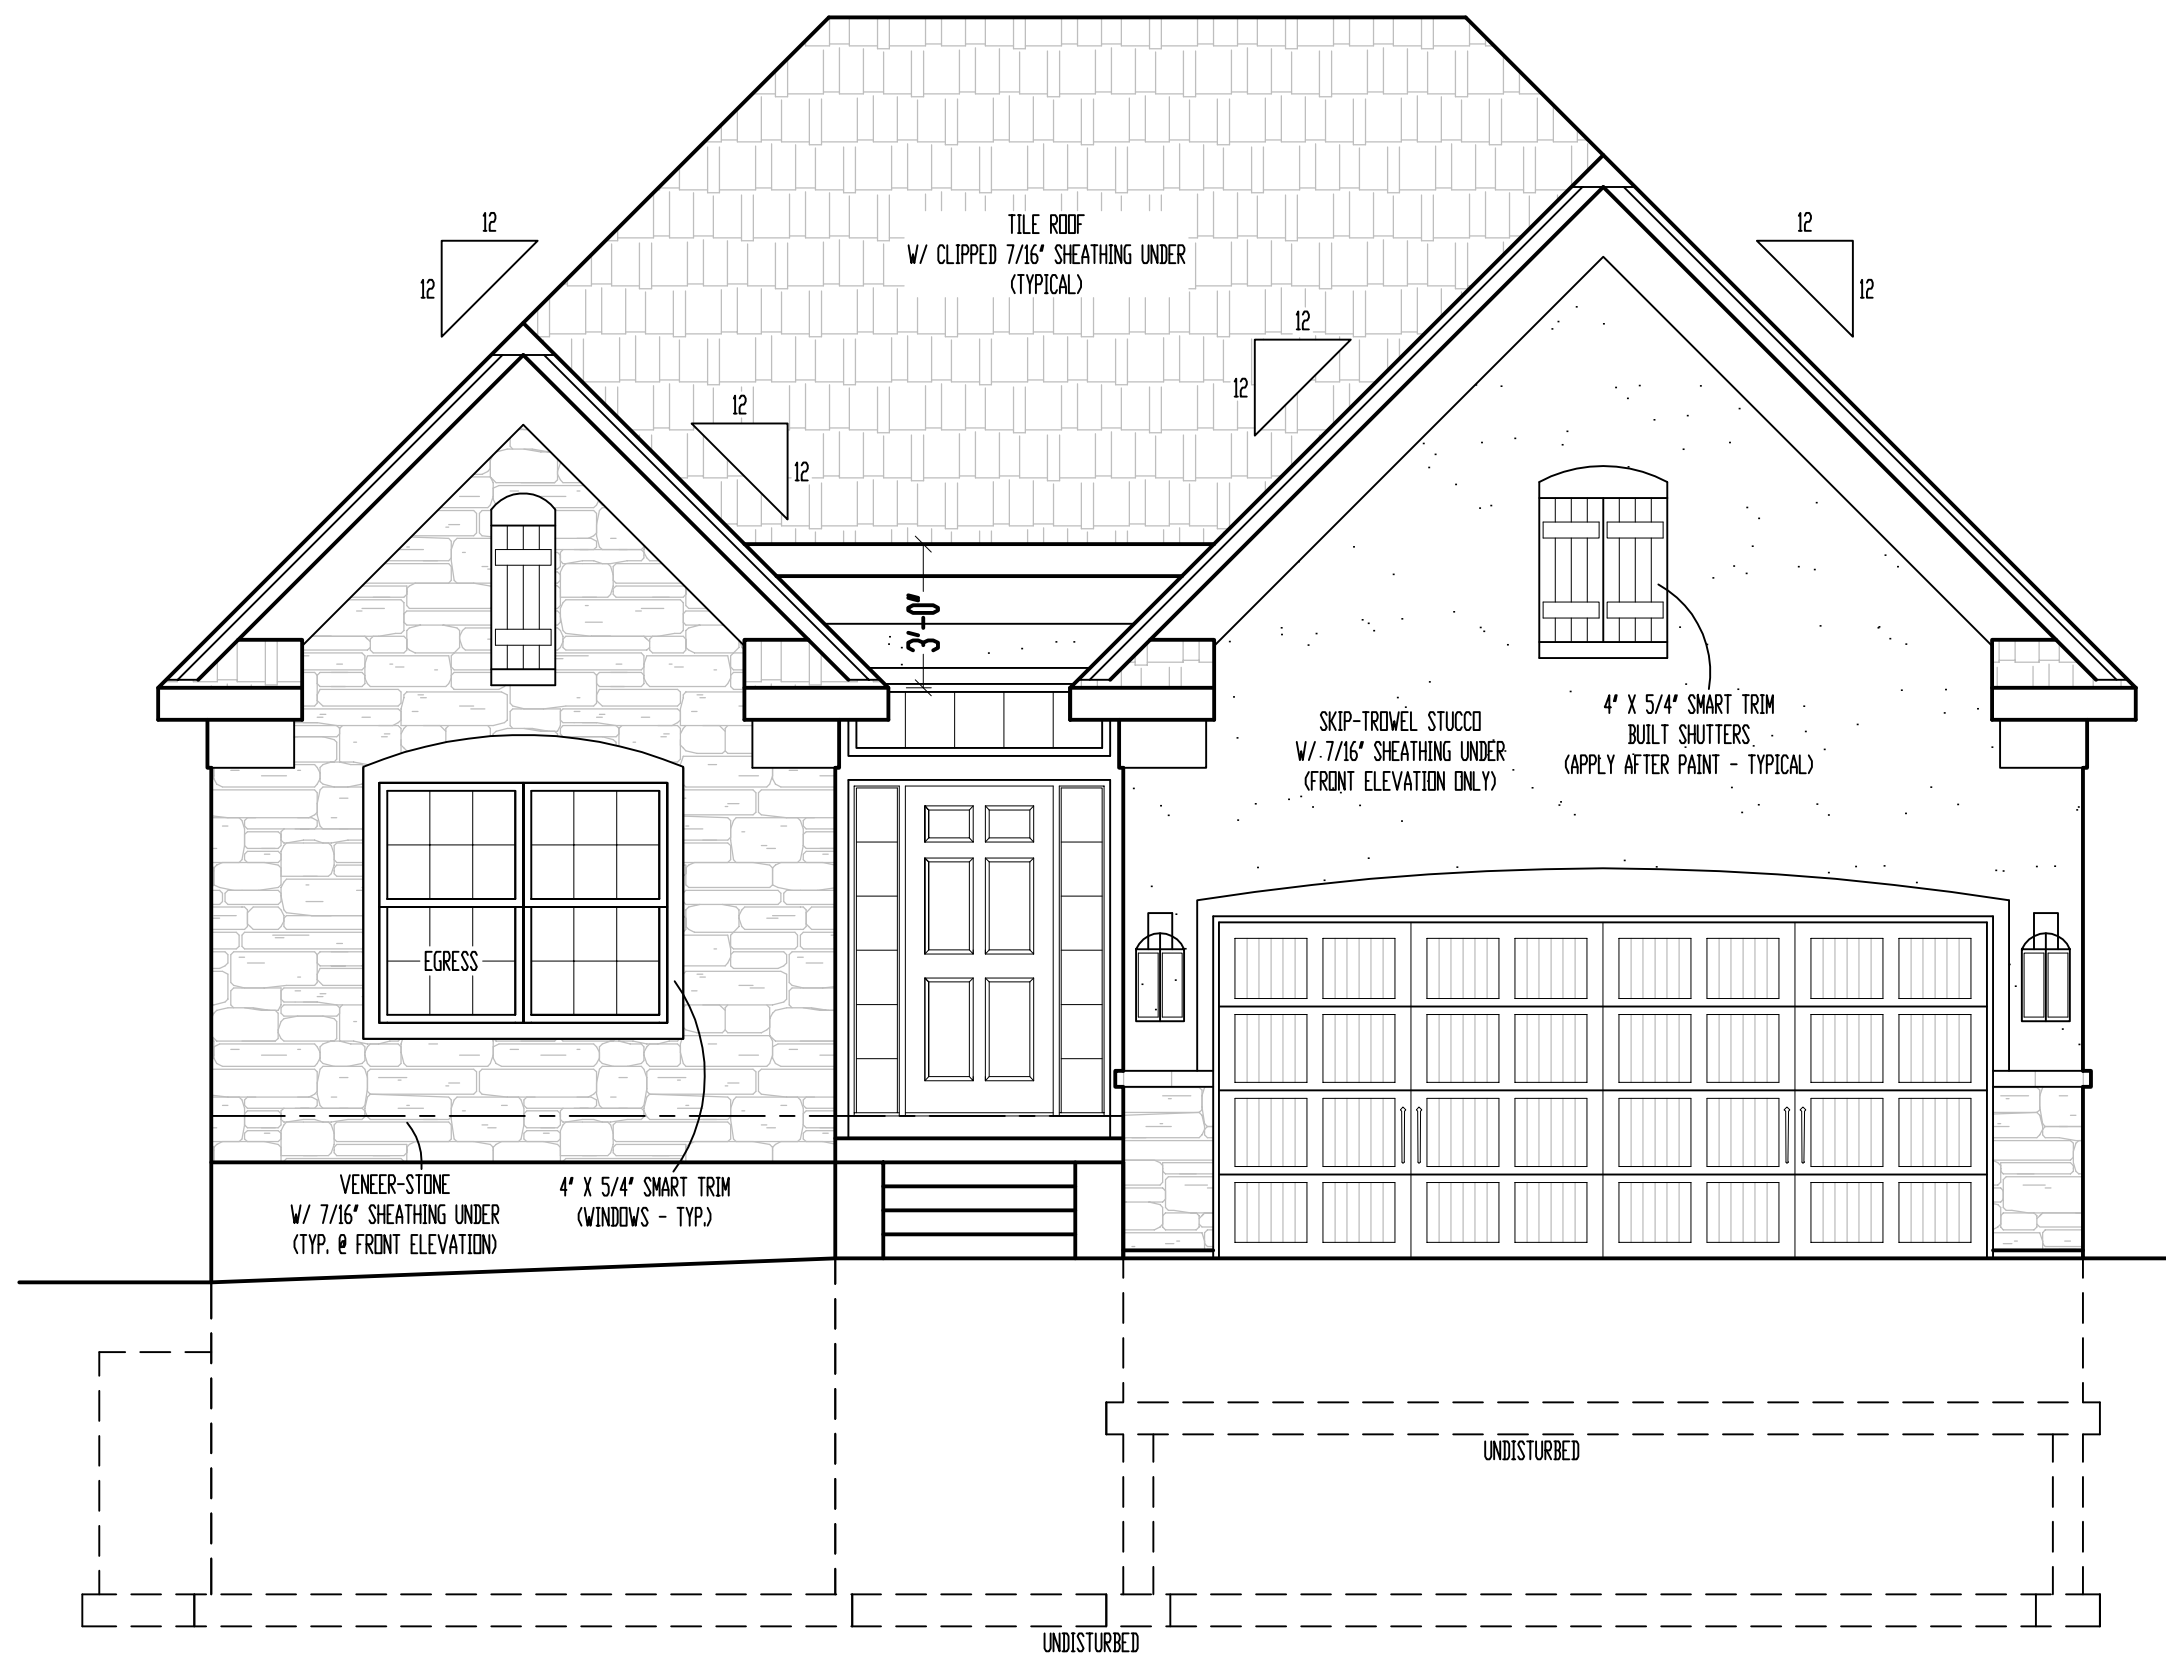 12
12
12
12
TILE ROOF
W/ CLIPPED 7/16" SHEATHING UNDER
(TYPICAL)
12
12
12
12
3'-0"
SKIP-TROWEL STUCCO
W/ 7/16" SHEATHING UNDER
(FRONT ELEVATION ONLY)
4" X 5/4" SMART TRIM
BUILT SHUTTERS
(APPLY AFTER PAINT - TYPICAL)
EGRESS
VENEER-STONE
W/ 7/16" SHEATHING UNDER
(TYP. @ FRONT ELEVATION)
4" X 5/4" SMART TRIM
(WINDOWS - TYP.)
UNDISTURBED
UNDISTURBED